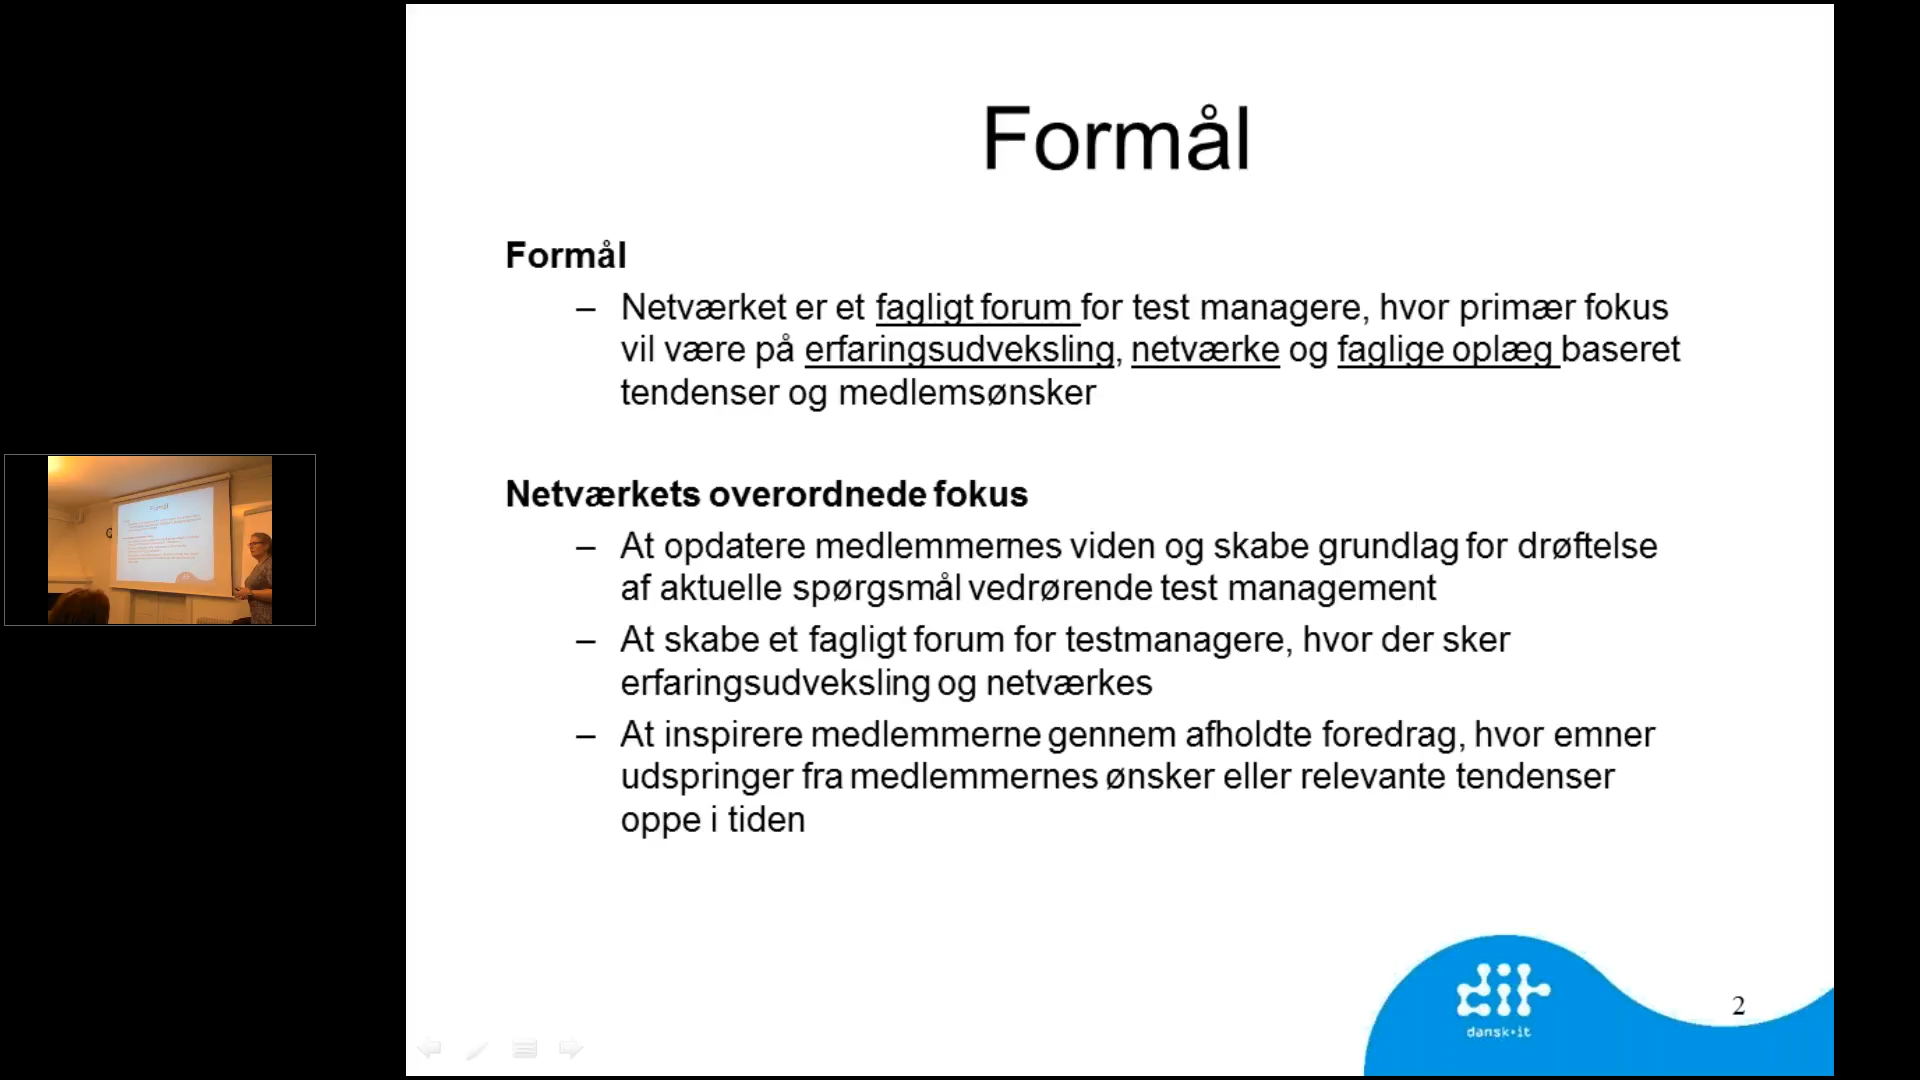 Formål
Formål
– Netværket er et fagligt forum for test managere, hvor primær fokus
vil være på erfaringsudveksling, netværke og faglige oplæg baseret
tendenser og medlemsønsker
Netværkets overordnede fokus
– At opdatere medlemmernes viden og skabe grundlag for drøftelse
af aktuelle spørgsmål vedrørende test management
– At skabe et fagligt forum for testmanagere, hvor der sker
erfaringsudveksling og netværkes
– At inspirere medlemmerne gennem afholdte foredrag, hvor emner
udspringer fra medlemmernes ønsker eller relevante tendenser
oppe i tiden
dit
dansk•it
2
Formål